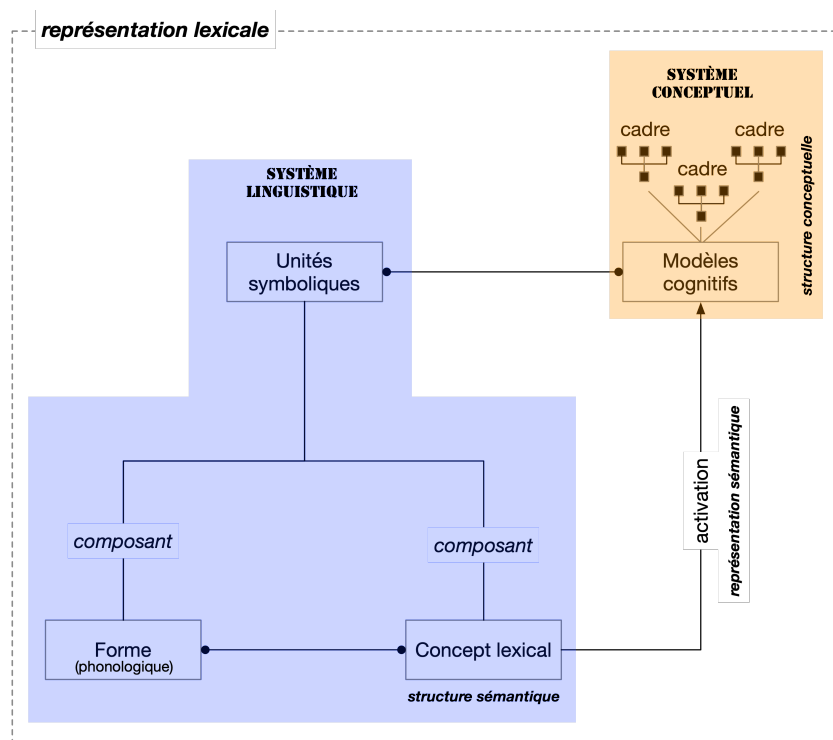 représentation lexicale
SYSTÈME
CONCEPTUEL
cadre
cadre
cadre
structure conceptuelle
SYSTÈME
LINGUISTIQUE
Unités
symboliques
Modèles
cognitifs
composant
composant
activation
représentation sémantique
Forme
(phonologique)
Concept lexical
structure sémantique